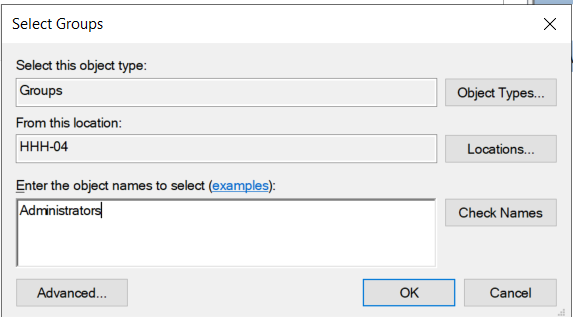 Select Groups
Select this object type:
Groups
Object Types...
From this location:
HHH-04
Locations...
Enter the object names to select (examples):
Administrators
Check Names
Advanced...
OK
Cancel